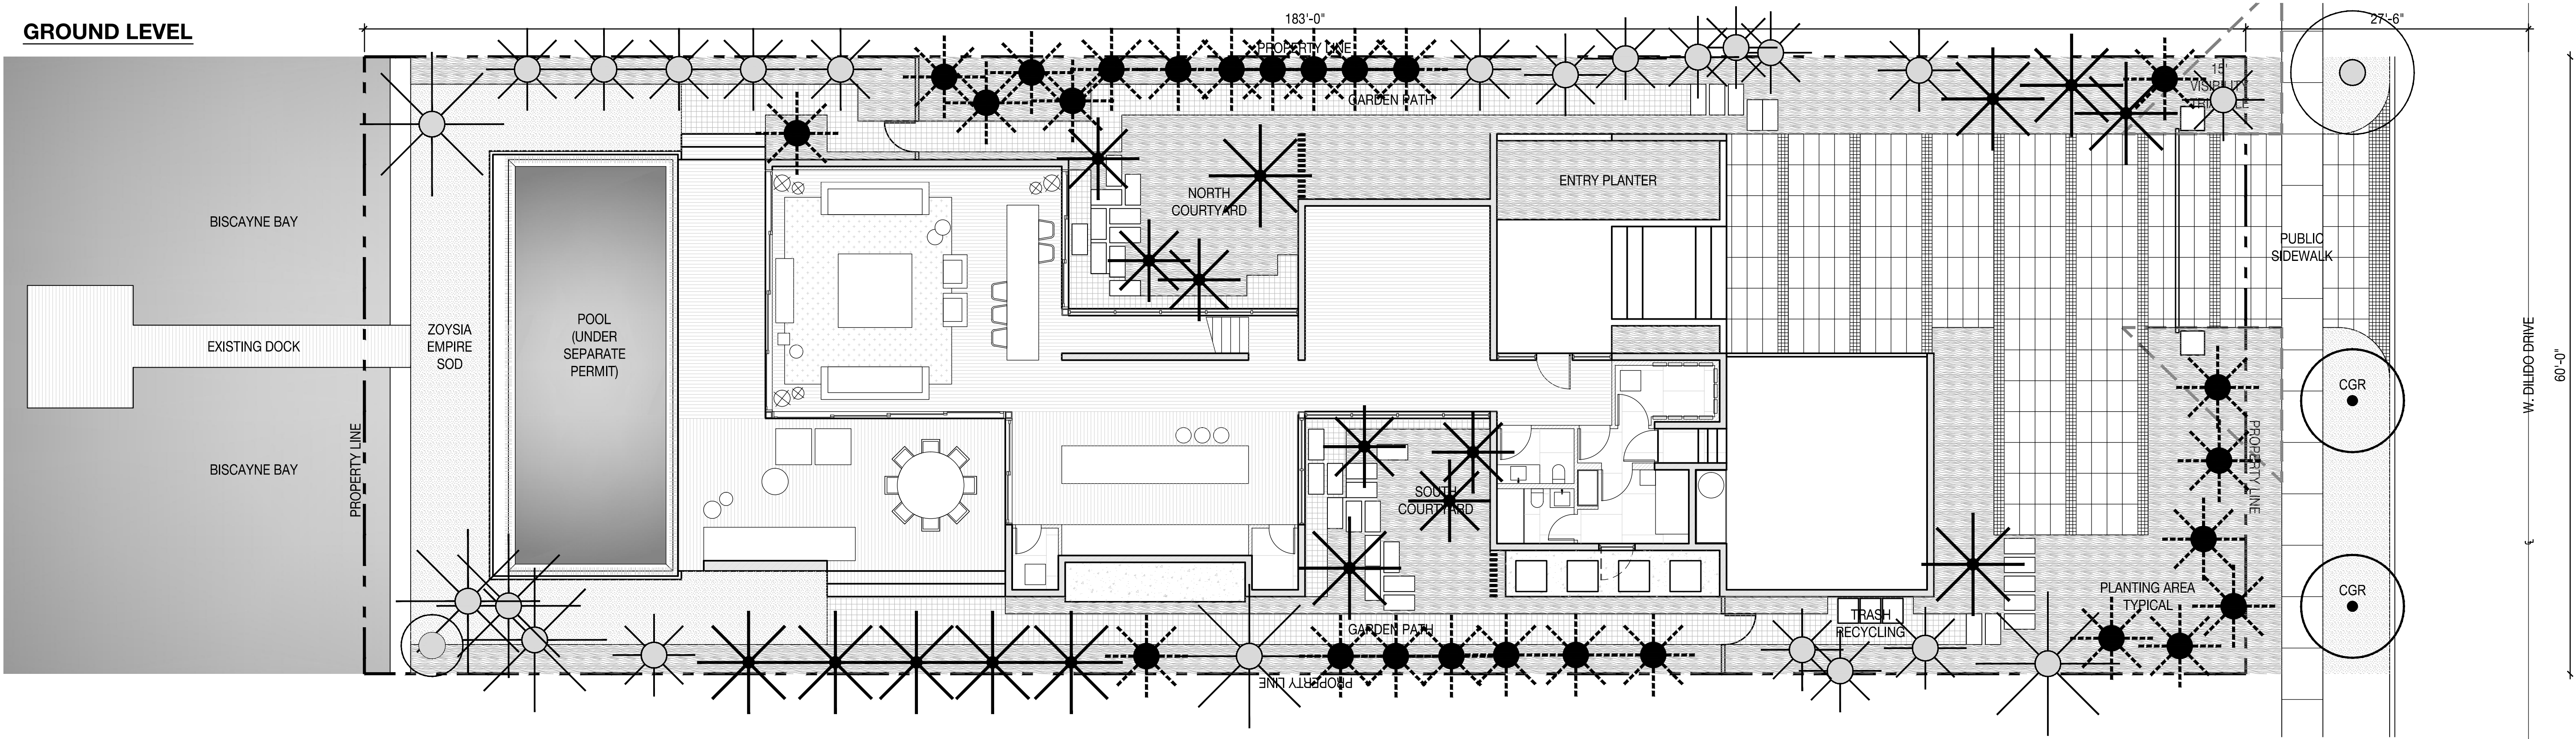 GROUND LEVEL
183'-0"
27'-6"
PROPERTY LINE
GARDEN PATH
15'
VISIBILITY
TRIANGLE
BISCAYNE BAY
NORTH
COURTYARD
ENTRY PLANTER
PUBLIC
SIDEWALK
EXISTING DOCK
ZOYSIA
EMPIRE
SOD
POOL
(UNDER
SEPARATE
PERMIT)
W. DILIDO DRIVE
60'-0"
CGR
BISCAYNE BAY
PROPERTY LINE
SOUTH
COURTYARD
PROPERTY LINE
PLANTING AREA
TYPICAL
CGR
GARDEN PATH
TRASH
RECYCLING
PROPERTY LINE